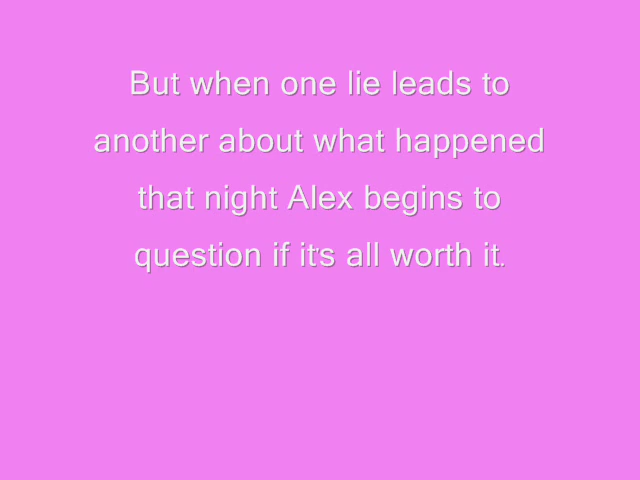 But when one lie leads to
another about what happened
that night Alex begins to
question if it's all worth it.